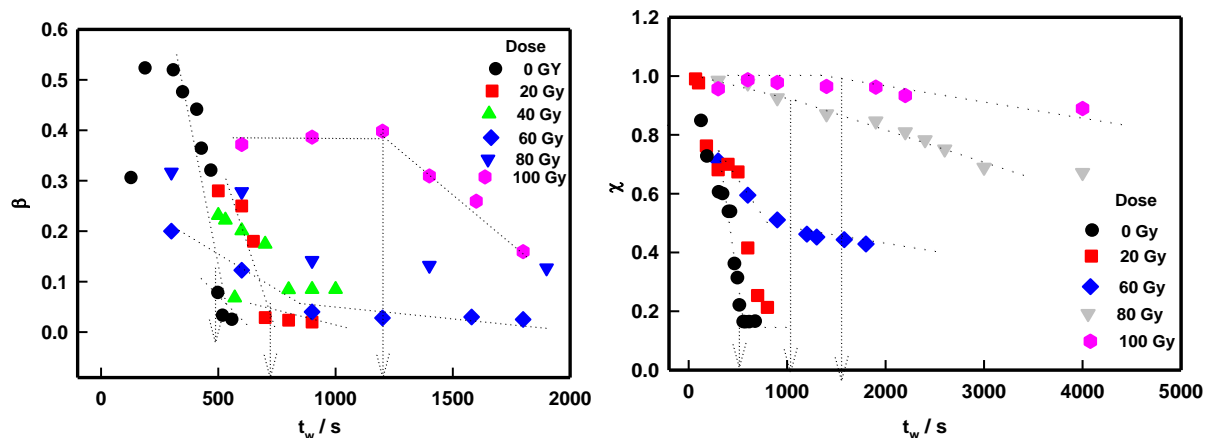 0.6
0.5
0.4
0.3
0.2
0.1
0.0
β
0 500 1000 1500 2000
t_w / s
Dose
0 GY
20 Gy
40 Gy
60 Gy
80 Gy
100 Gy
1.2
1.0
0.8
0.6
0.4
0.2
0.0
χ
0 1000 2000 3000 4000 5000
t_w / s
Dose
0 Gy
20 Gy
60 Gy
80 Gy
100 Gy